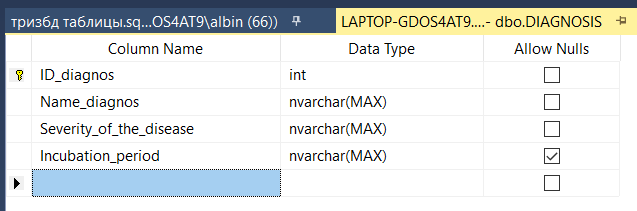 тризбд таблицы.sq...OS4AT9\albin (66)) LAPTOP-GDOS4AT9....- dbo.DIAGNOSIS
Column Name Data Type Allow Nulls
ID_diagnos int
Name_diagnos nvarchar(MAX)
Severity_of_the_disease nvarchar(MAX)
Incubation_period nvarchar(MAX)